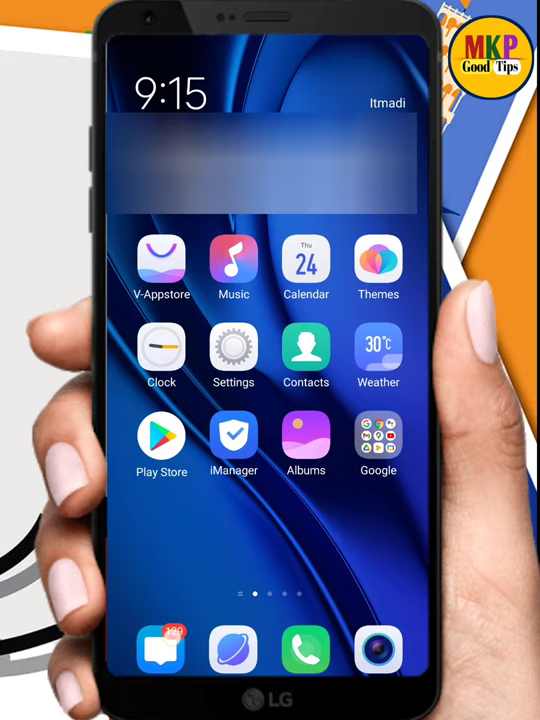 MKP
Good Tips
9:15
Itmadi
Thu
24
V-Appstore
Music
Calendar
Themes
30°c
Clock
Settings
Contacts
Weather
Play Store
iManager
Albums
Google
129
LG